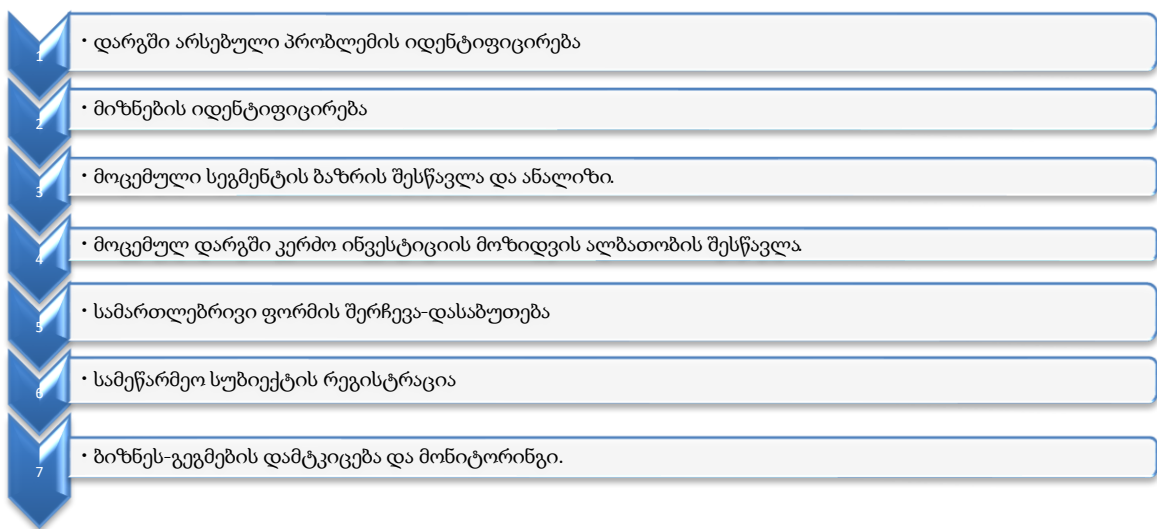 1
• დარგში არსებული პრობლემის იდენტიფიცირება
2
• მიზნების იდენტიფიცირება
3
• მოცემული სეგმენტის ბაზრის შესწავლა და ანალიზი.
4
• მოცემულ დარგში კერძო ინვესტიციის მოზიდვის ალბათობის შესწავლა.
5
• სამართლებრივი ფორმის შერჩევა-დასაბუთება
6
• სამეწარმეო სუბიექტის რეგისტრაცია
7
• ბიზნეს-გეგმების დამტკიცება და მონიტორინგი.